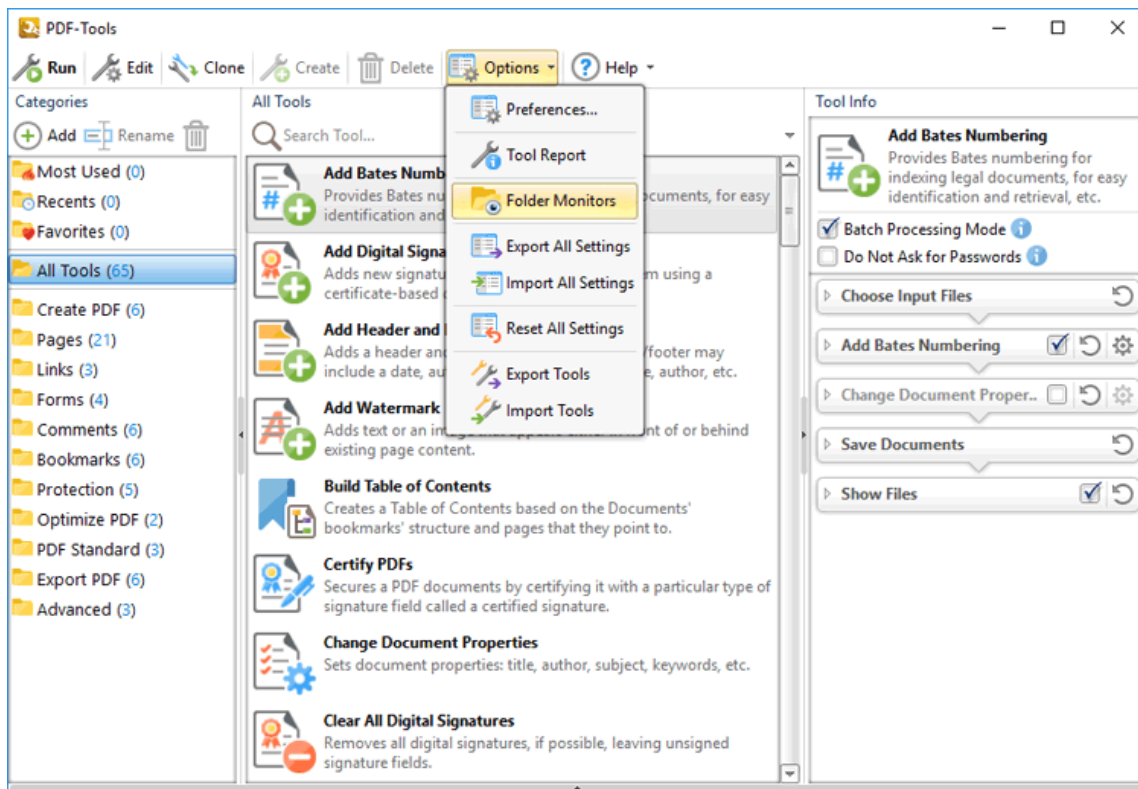 PDF-Tools
Run Edit Clone Create Delete Options Help
Categories
Add Rename
Most Used (0)
Recents (0)
Favorites (0)
All Tools (65)
Create PDF (6)
Pages (21)
Links (3)
Forms (4)
Comments (6)
Bookmarks (6)
Protection (5)
Optimize PDF (2)
PDF Standard (3)
Export PDF (6)
Advanced (3)
All Tools
Search Tool...
Add Bates Numb
Provides Bates nu ocuments, for easy
identification and
Add Digital Signa
Adds new signatu m using a
certificate-based
Add Header and
Adds a header and /footer may
include a date, au e, author, etc.
Add Watermark
Adds text or an image that appears either in front of or behind
existing page content.
Build Table of Contents
Creates a Table of Contents based on the Documents'
bookmarks' structure and pages that they point to.
Certify PDFs
Secures a PDF documents by certifying it with a particular type of
signature field called a certified signature.
Change Document Properties
Sets document properties: title, author, subject, keywords, etc.
Clear All Digital Signatures
Removes all digital signatures, if possible, leaving unsigned
signature fields.
Preferences...
Tool Report
Folder Monitors
Export All Settings
Import All Settings
Reset All Settings
Export Tools
Import Tools
Tool Info
Add Bates Numbering
Provides Bates numbering for
indexing legal documents, for easy
identification and retrieval, etc.
Batch Processing Mode
Do Not Ask for Passwords
Choose Input Files
Add Bates Numbering
Change Document Proper..
Save Documents
Show Files